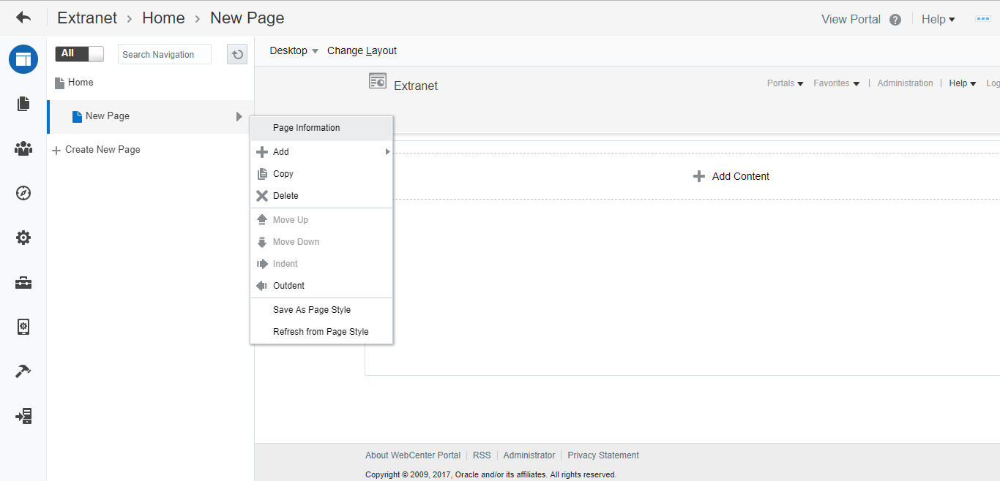 Extranet > Home > New Page
View Portal ? Help
All
Search Navigation
Desktop
Change Layout
Home
Extranet
Portals
Favorites
Administration
Help
Log
New Page
Page Information
Create New Page
Add
Copy
Add Content
Delete
Move Up
Move Down
Indent
Outdent
Save As Page Style
Refresh from Page Style
About WebCenter Portal | RSS | Administrator | Privacy Statement
Copyright © 2009, 2017, Oracle and/or its affiliates. All rights reserved.